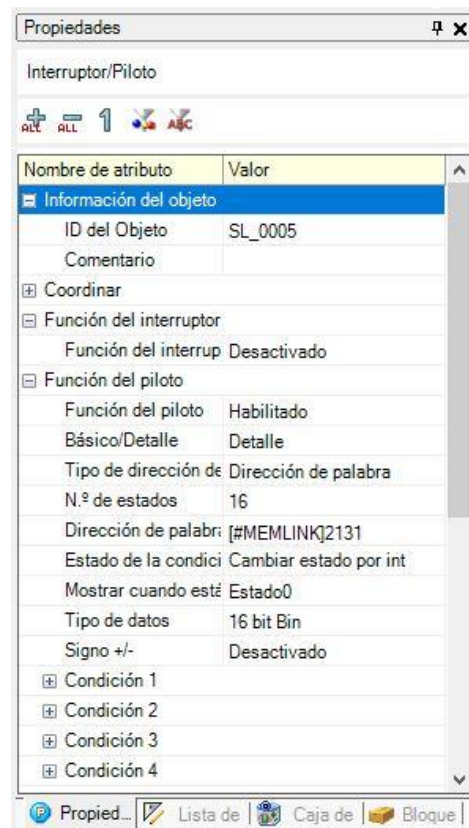 Propiedades
Interruptor/Piloto
ALL ALL 1 ABC
Nombre de atributo Valor
Información del objeto
ID del Objeto SL_0005
Comentario
Coordinar
Función del interruptor
Función del interrup Desactivado
Función del piloto
Función del piloto Habilitado
Básico/Detalle Detalle
Tipo de dirección de Dirección de palabra
N.º de estados 16
Dirección de palabra [#MEMLINK]2131
Estado de la condici Cambiar estado por int
Mostrar cuando está Estado0
Tipo de datos 16 bit Bin
Signo +/- Desactivado
Condición 1
Condición 2
Condición 3
Condición 4
Propied... Lista de Caja de Bloque